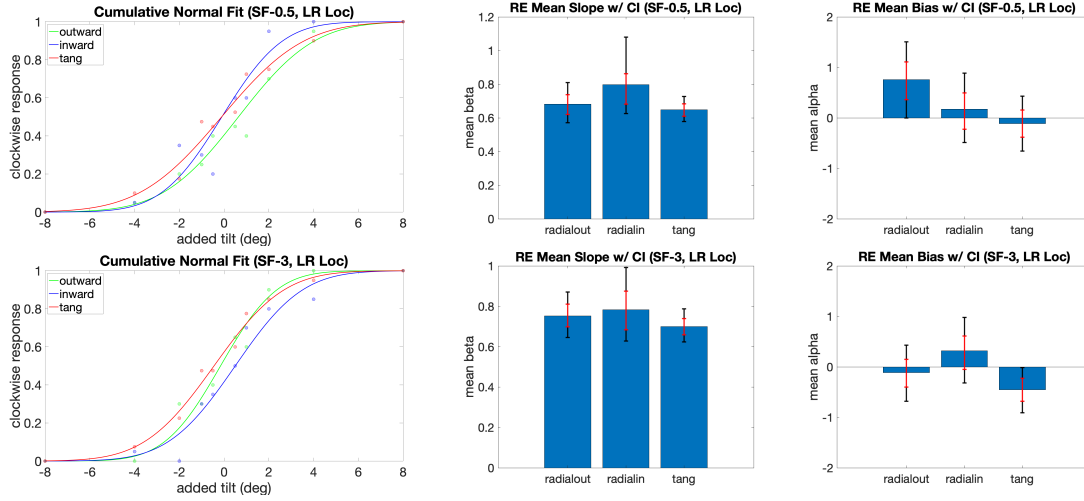 Cumulative Normal Fit (SF-0.5, LR Loc)
outward
inward
tang
clockwise response
1
0.8
0.6
0.4
0.2
0
-8 -6 -4 -2 0 2 4 6 8
added tilt (deg)
RE Mean Slope w/ CI (SF-0.5, LR Loc)
mean beta
1.2
1
0.8
0.6
0.4
0.2
0
radialout radialin tang
RE Mean Bias w/ CI (SF-0.5, LR Loc)
mean alpha
2
1
0
-1
-2
radialout radialin tang
Cumulative Normal Fit (SF-3, LR Loc)
outward
inward
tang
clockwise response
1
0.8
0.6
0.4
0.2
0
-8 -6 -4 -2 0 2 4 6 8
added tilt (deg)
RE Mean Slope w/ CI (SF-3, LR Loc)
mean beta
1
0.8
0.6
0.4
0.2
0
radialout radialin tang
RE Mean Bias w/ CI (SF-3, LR Loc)
mean alpha
2
1
0
-1
-2
radialout radialin tang